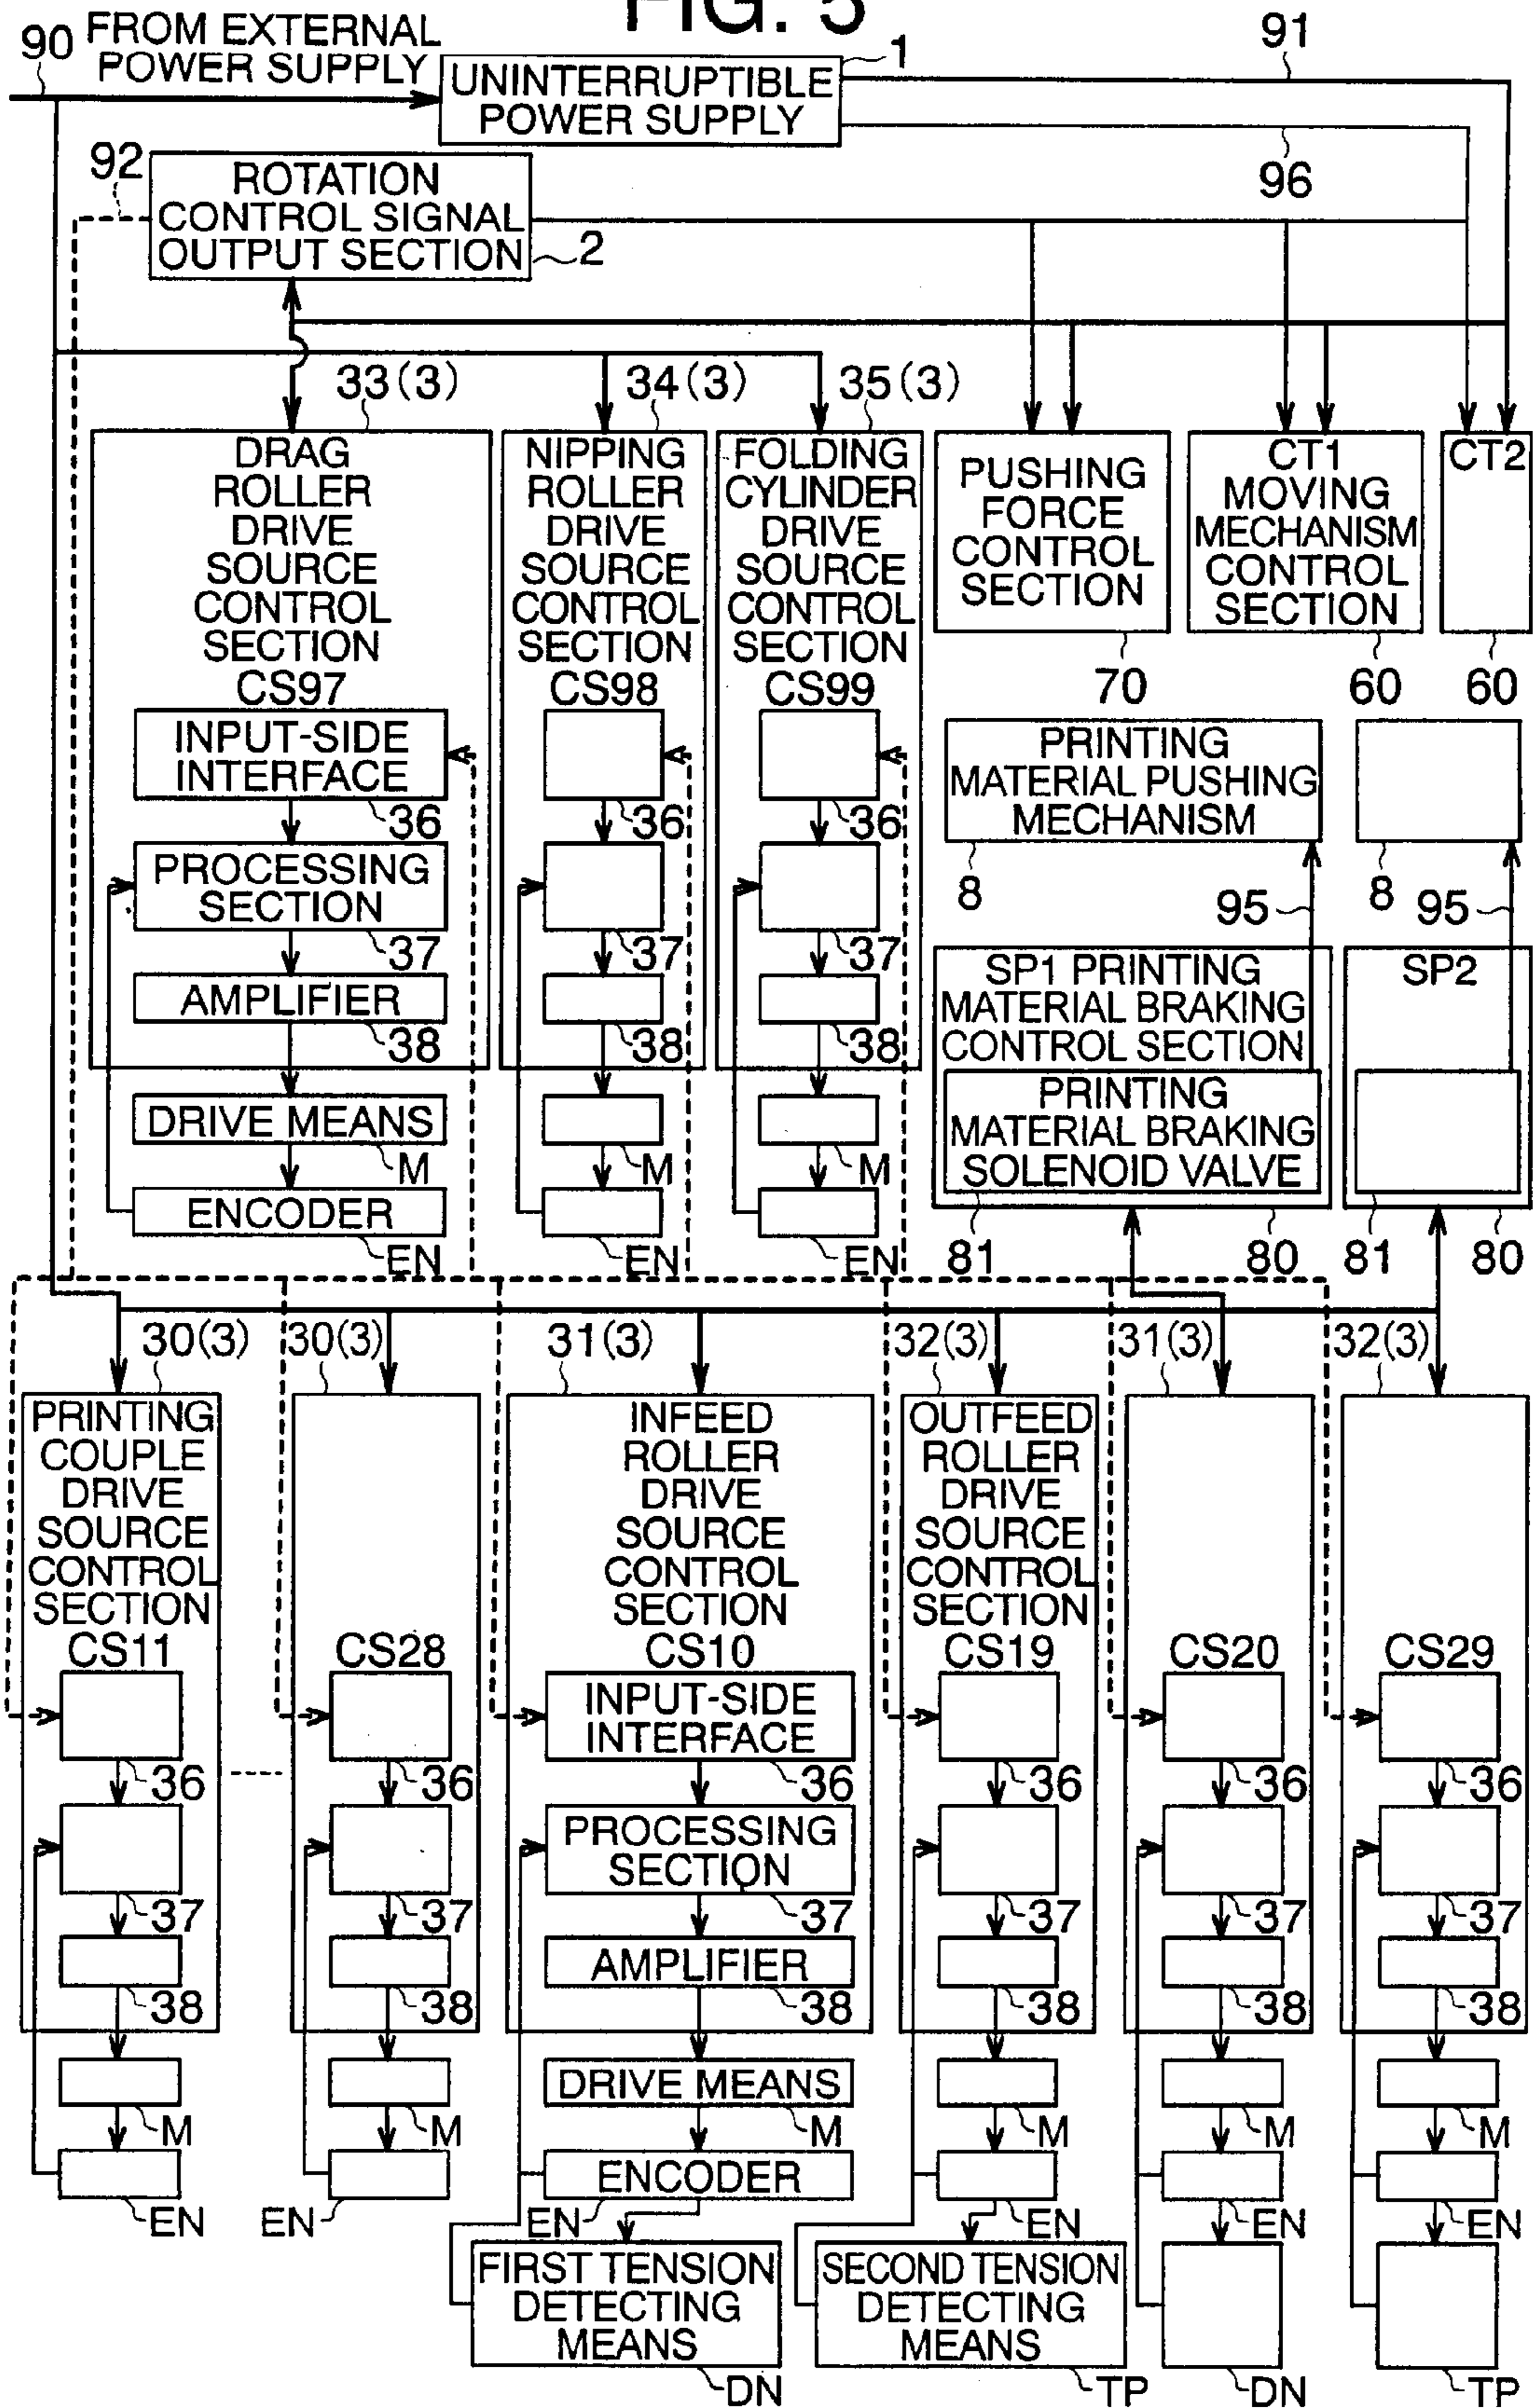 FIG. 5
90
FROM EXTERNAL
POWER SUPPLY
UNINTERRUPTIBLE
POWER SUPPLY
1
91
96
92
ROTATION
CONTROL SIGNAL
OUTPUT SECTION
2
33(3)
34(3)
35(3)
DRAG
ROLLER
DRIVE
SOURCE
CONTROL
SECTION
CS97
INPUT-SIDE
INTERFACE
36
PROCESSING
SECTION
37
AMPLIFIER
38
DRIVE MEANS
M
ENCODER
EN
NIPPING
ROLLER
DRIVE
SOURCE
CONTROL
SECTION
CS98
36
37
38
M
EN
FOLDING
CYLINDER
DRIVE
SOURCE
CONTROL
SECTION
CS99
36
37
38
M
EN
PUSHING
FORCE
CONTROL
SECTION
70
CT1
MOVING
MECHANISM
CONTROL
SECTION
60
CT2
60
PRINTING
MATERIAL PUSHING
MECHANISM
8
95
8
95
SP1 PRINTING
MATERIAL BRAKING
CONTROL SECTION
PRINTING
MATERIAL BRAKING
SOLENOID VALVE
81
80
SP2
81
80
30(3)
30(3)
31(3)
32(3)
31(3)
32(3)
PRINTING
COUPLE
DRIVE
SOURCE
CONTROL
SECTION
CS11
36
37
38
M
EN
CS28
36
37
38
M
EN
INFEED
ROLLER
DRIVE
SOURCE
CONTROL
SECTION
CS10
INPUT-SIDE
INTERFACE
36
PROCESSING
SECTION
37
AMPLIFIER
38
DRIVE MEANS
M
ENCODER
EN
FIRST TENSION
DETECTING
MEANS
DN
OUTFEED
ROLLER
DRIVE
SOURCE
CONTROL
SECTION
CS19
36
37
38
M
EN
SECOND TENSION
DETECTING
MEANS
TP
CS20
36
37
38
M
EN
DN
CS29
36
37
38
M
EN
TP